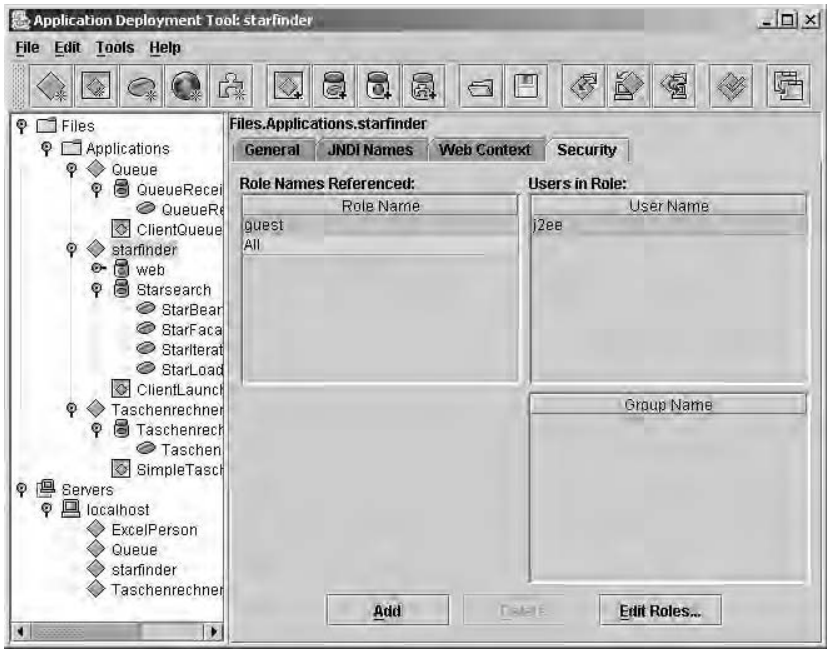 Application Deployment Tool: starfinder
File Edit Tools Help
Files
Applications
Queue
QueueRecei
QueueRe
ClientQueue
starfinder
web
Starsearch
StarBear
StarFaca
StarIterat
StarLoad
ClientLaunch
Taschenrechner
Taschenrech
Taschen
SimpleTasch
Servers
localhost
ExcelPerson
Queue
starfinder
Taschenrechner
Files.Applications.starfinder
General JNDI Names Web Context Security
Role Names Referenced:
Role Name
guest
All
Users in Role:
User Name
j2ee
Group Name
Add Delete Edit Roles...